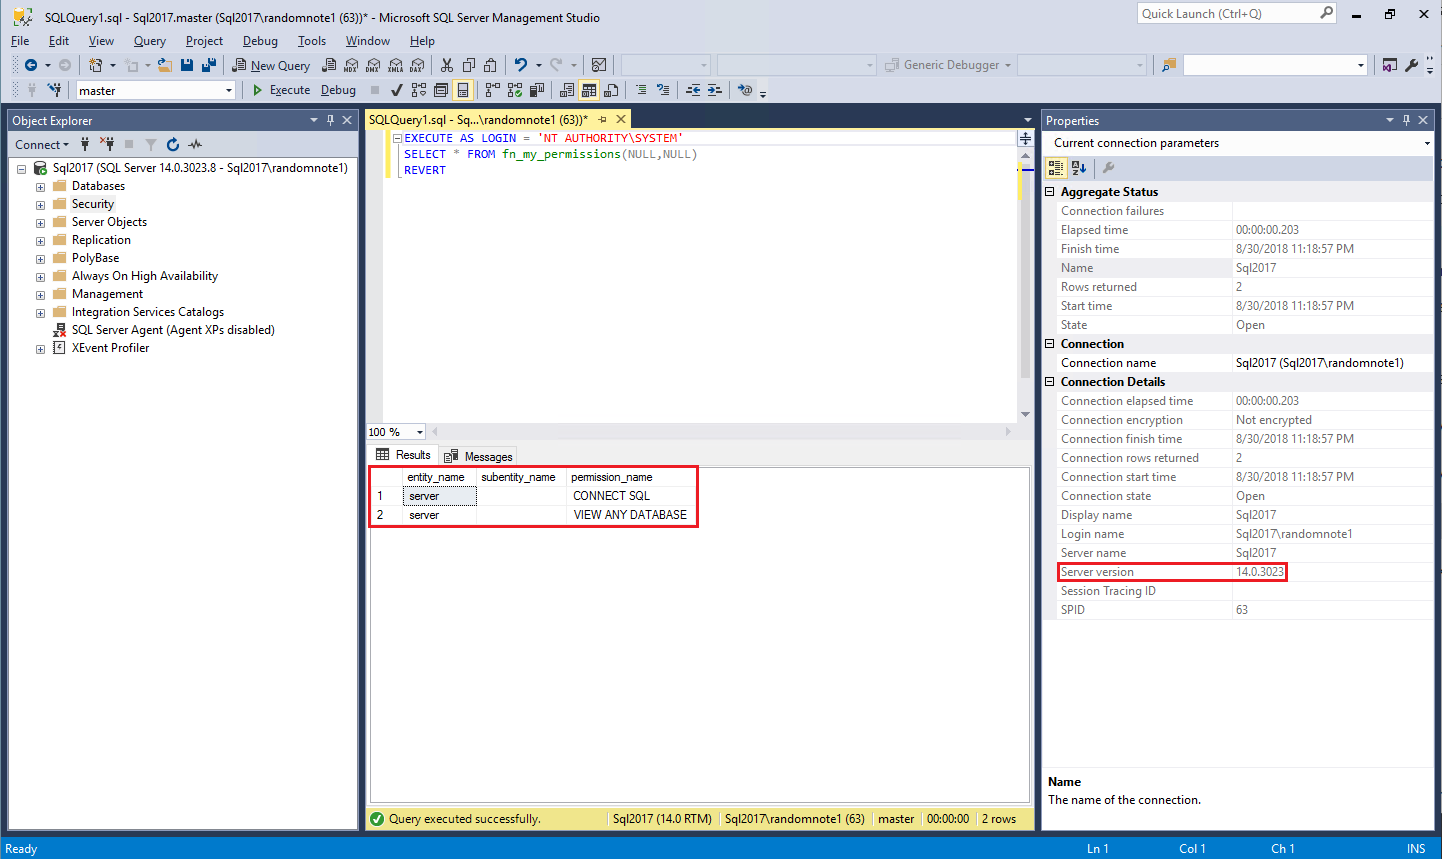 SQLQuery1.sql - Sql2017.master (Sql2017\randomnote1 (63))* - Microsoft SQL Server Management Studio
Quick Launch (Ctrl+Q)
File Edit View Query Project Debug Tools Window Help
New Query
MDX DMX XMLA DAX
Generic Debugger
master
Execute Debug
Object Explorer
Connect
Sql2017 (SQL Server 14.0.3023.8 - Sql2017\randomnote1)
Databases
Security
Server Objects
Replication
PolyBase
Always On High Availability
Management
Integration Services Catalogs
SQL Server Agent (Agent XPs disabled)
XEvent Profiler
SQLQuery1.sql - Sq...\randomnote1 (63))*
EXECUTE AS LOGIN = 'NT AUTHORITY\SYSTEM'
SELECT * FROM fn_my_permissions(NULL,NULL)
REVERT
100 %
Results Messages
entity_name subentity_name permission_name
1 server CONNECT SQL
2 server VIEW ANY DATABASE
Query executed successfully. Sql2017 (14.0 RTM) Sql2017\randomnote1 (63) master 00:00:00 2 rows
Properties
Current connection parameters
Aggregate Status
Connection failures
Elapsed time 00:00:00.203
Finish time 8/30/2018 11:18:57 PM
Name Sql2017
Rows returned 2
Start time 8/30/2018 11:18:57 PM
State Open
Connection
Connection name Sql2017 (Sql2017\randomnote1)
Connection Details
Connection elapsed time 00:00:00.203
Connection encryption Not encrypted
Connection finish time 8/30/2018 11:18:57 PM
Connection rows returned 2
Connection start time 8/30/2018 11:18:57 PM
Connection state Open
Display name Sql2017
Login name Sql2017\randomnote1
Server name Sql2017
Server version 14.0.3023
Session Tracing ID
SPID 63
Name
The name of the connection.
Ready Ln 1 Col 1 Ch 1 INS